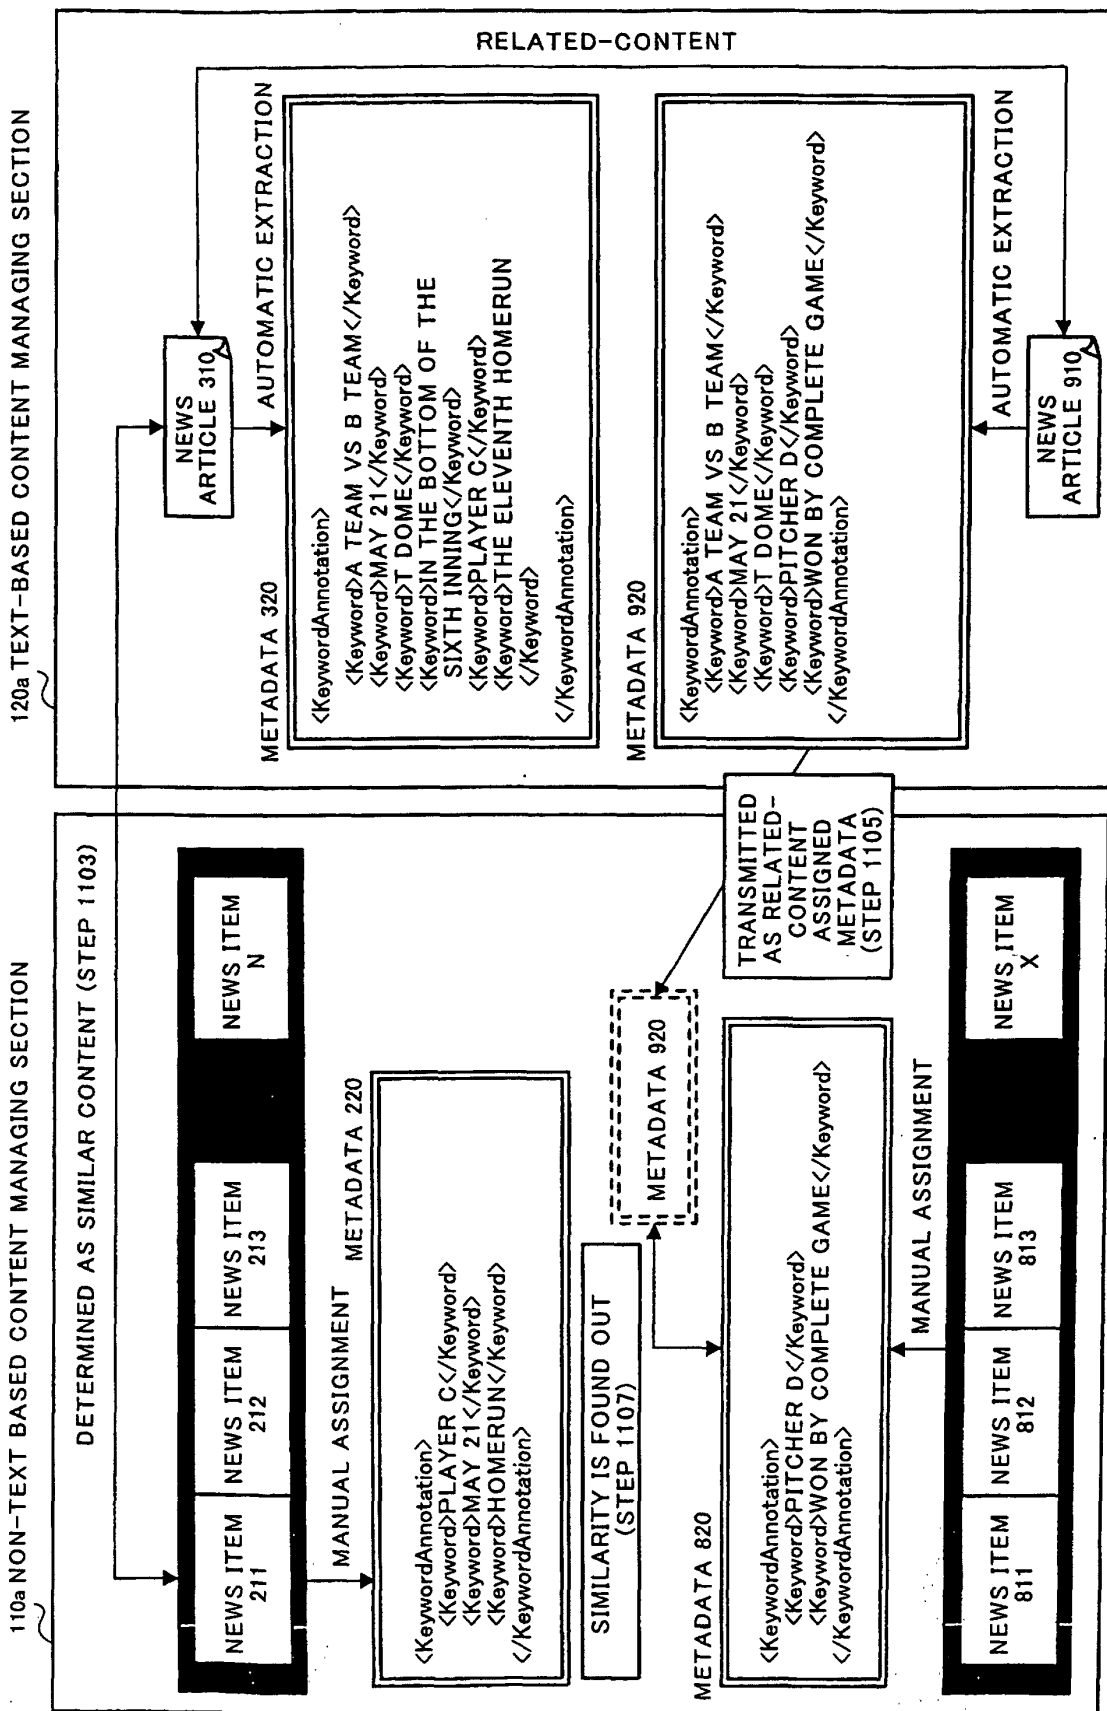 110a NON-TEXT BASED CONTENT MANAGING SECTION
DETERMINED AS SIMILAR CONTENT (STEP 1103)
NEWS ITEM
211
NEWS ITEM
212
NEWS ITEM
213
NEWS ITEM
N
MANUAL ASSIGNMENT
METADATA 220
<KeywordAnnotation>
<Keyword>PLAYER C</Keyword>
<Keyword>MAY 21</Keyword>
<Keyword>HOMERUN</Keyword>
</KeywordAnnotation>
SIMILARITY IS FOUND OUT
(STEP 1107)
METADATA 920
METADATA 820
<KeywordAnnotation>
<Keyword>PITCHER D</Keyword>
<Keyword>WON BY COMPLETE GAME</Keyword>
</KeywordAnnotation>
MANUAL ASSIGNMENT
NEWS ITEM
811
NEWS ITEM
812
NEWS ITEM
813
NEWS ITEM
X
TRANSMITTED
AS RELATED-
CONTENT
ASSIGNED
METADATA
(STEP 1105)
120a TEXT-BASED CONTENT MANAGING SECTION
NEWS
ARTICLE 310
AUTOMATIC EXTRACTION
RELATED-CONTENT
METADATA 320
<KeywordAnnotation>
<Keyword>A TEAM VS B TEAM</Keyword>
<Keyword>MAY 21</Keyword>
<Keyword>T DOME</Keyword>
<Keyword>IN THE BOTTOM OF THE
SIXTH INNING</Keyword>
<Keyword>PLAYER C</Keyword>
<Keyword>THE ELEVENTH HOMERUN
</Keyword>
</KeywordAnnotation>
METADATA 920
<KeywordAnnotation>
<Keyword>A TEAM VS B TEAM</Keyword>
<Keyword>MAY 21</Keyword>
<Keyword>T DOME</Keyword>
<Keyword>PITCHER D</Keyword>
<Keyword>WON BY COMPLETE GAME</Keyword>
</KeywordAnnotation>
AUTOMATIC EXTRACTION
NEWS
ARTICLE 910